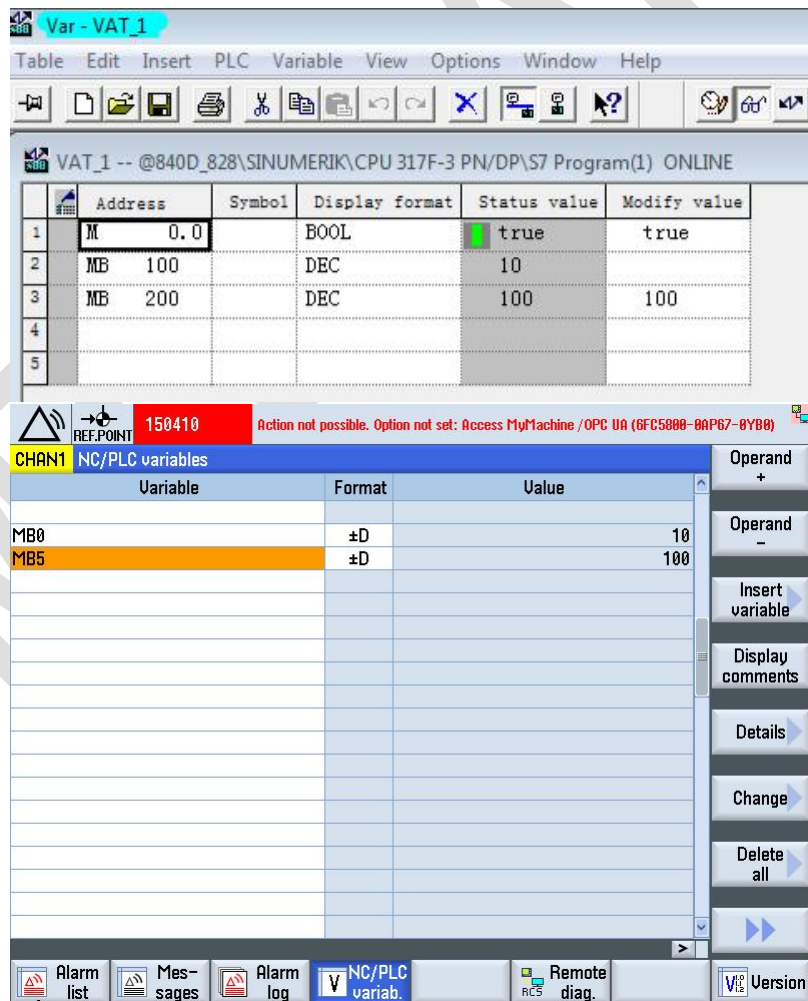 Var - VAT_1
Table Edit Insert PLC Variable View Options Window Help
VAT_1 -- @840D_828\SINUMERIK\CPU 317F-3 PN/DP\S7 Program(1) ONLINE
Address Symbol Display format Status value Modify value
1 M 0.0 BOOL true true
2 MB 100 DEC 10
3 MB 200 DEC 100 100
4
5
REF.POINT 150410 Action not possible. Option not set: Access MyMachine /OPC UA (6FC5800-0AP67-0YB0)
CHAN1 NC/PLC variables
Variable Format Value
MB0 ±D 10
MB5 ±D 100
Operand
+
Operand
–
Insert
variable
Display
comments
Details
Change
Delete
all
>
Alarm
list
Mes-
sages
Alarm
log
V NC/PLC
variab.
RCS Remote
diag.
Version